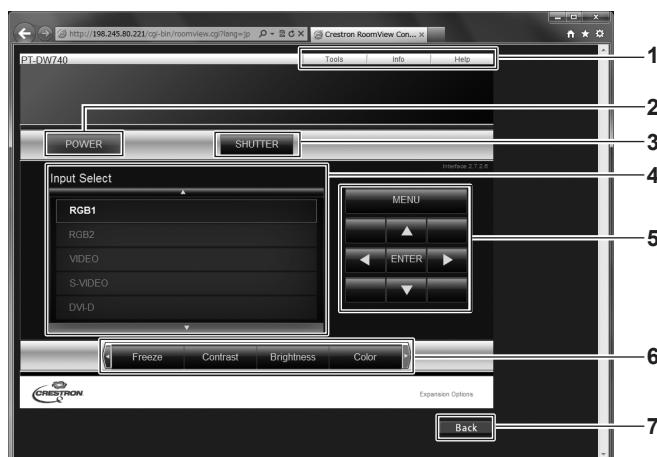 http://198.245.80.221/cgi-bin/roomview.cgi?lang=jp
Crestron RoomView Con...
PT-DW740
Tools
Info
Help
1
2
POWER
SHUTTER
3
Interface 2.7.2.6
Input Select
4
RGB1
RGB2
VIDEO
S-VIDEO
DVI-D
MENU
ENTER
5
Freeze
Contrast
Brightness
Color
6
CRESTRON
Expansion Options
Back
7